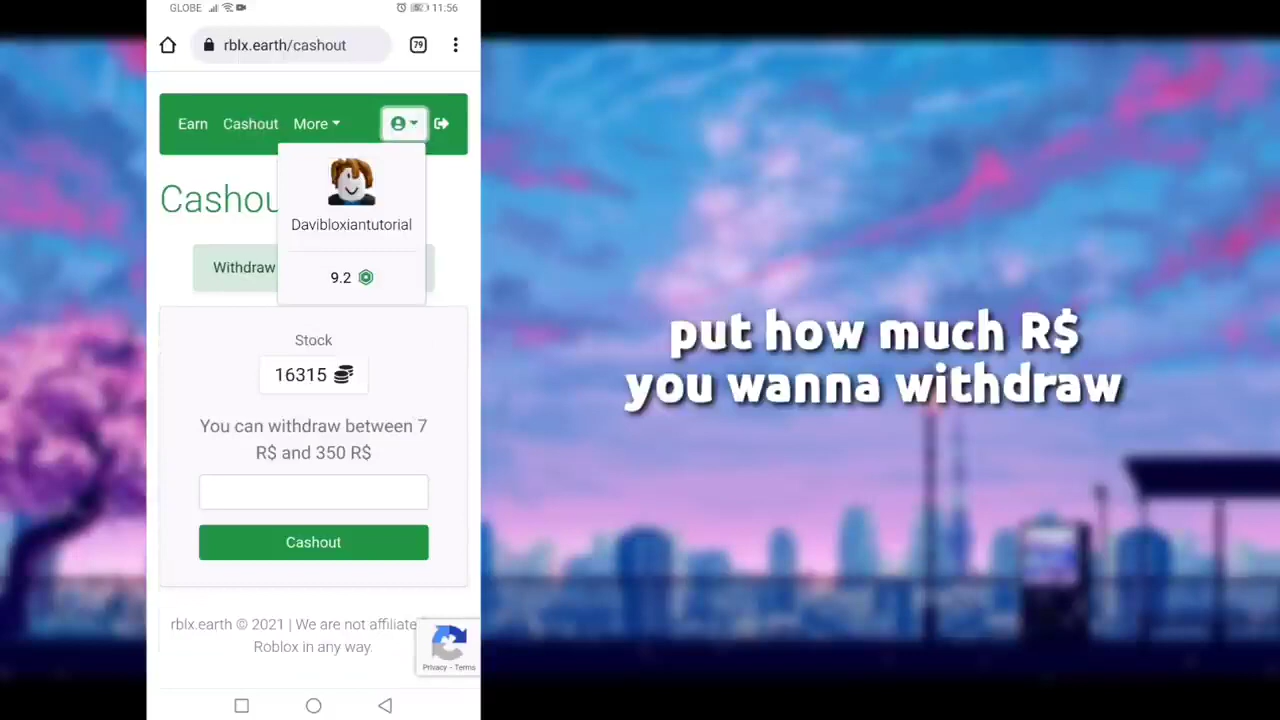 GLOBE 11:56
rblx.earth/cashout 79
Earn Cashout More
Davibloxiantutorial
Withdraw
9.2
Stock
16315
You can withdraw between 7
R$ and 350 R$
Cashout
rblx.earth © 2021 | We are not affiliate
Roblox in any way.
Privacy - Terms
put how much R$
you wanna withdraw